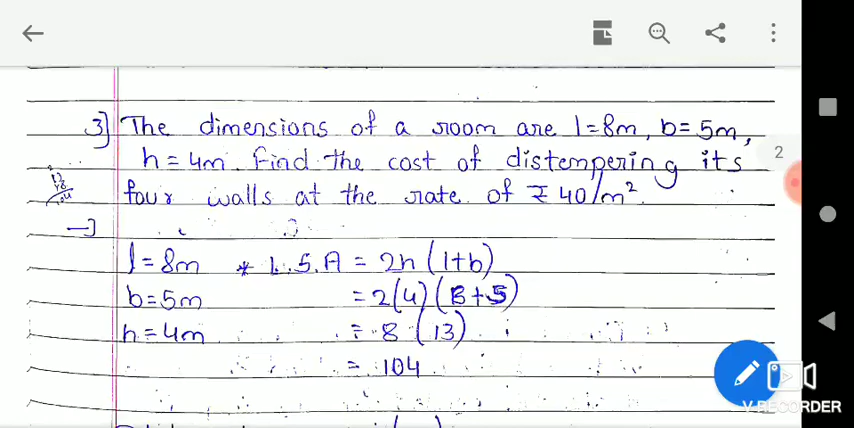 3] The dimensions of a room are l=8m, b=5m,
h=4m. Find the cost of distempering its
four walls at the rate of ₹40/m².
2
→
l=8m * L.S.A = 2h(l+b)
b=5m = 2(4)(8+5)
h=4m = 8(13)
= 104
V RECORDER